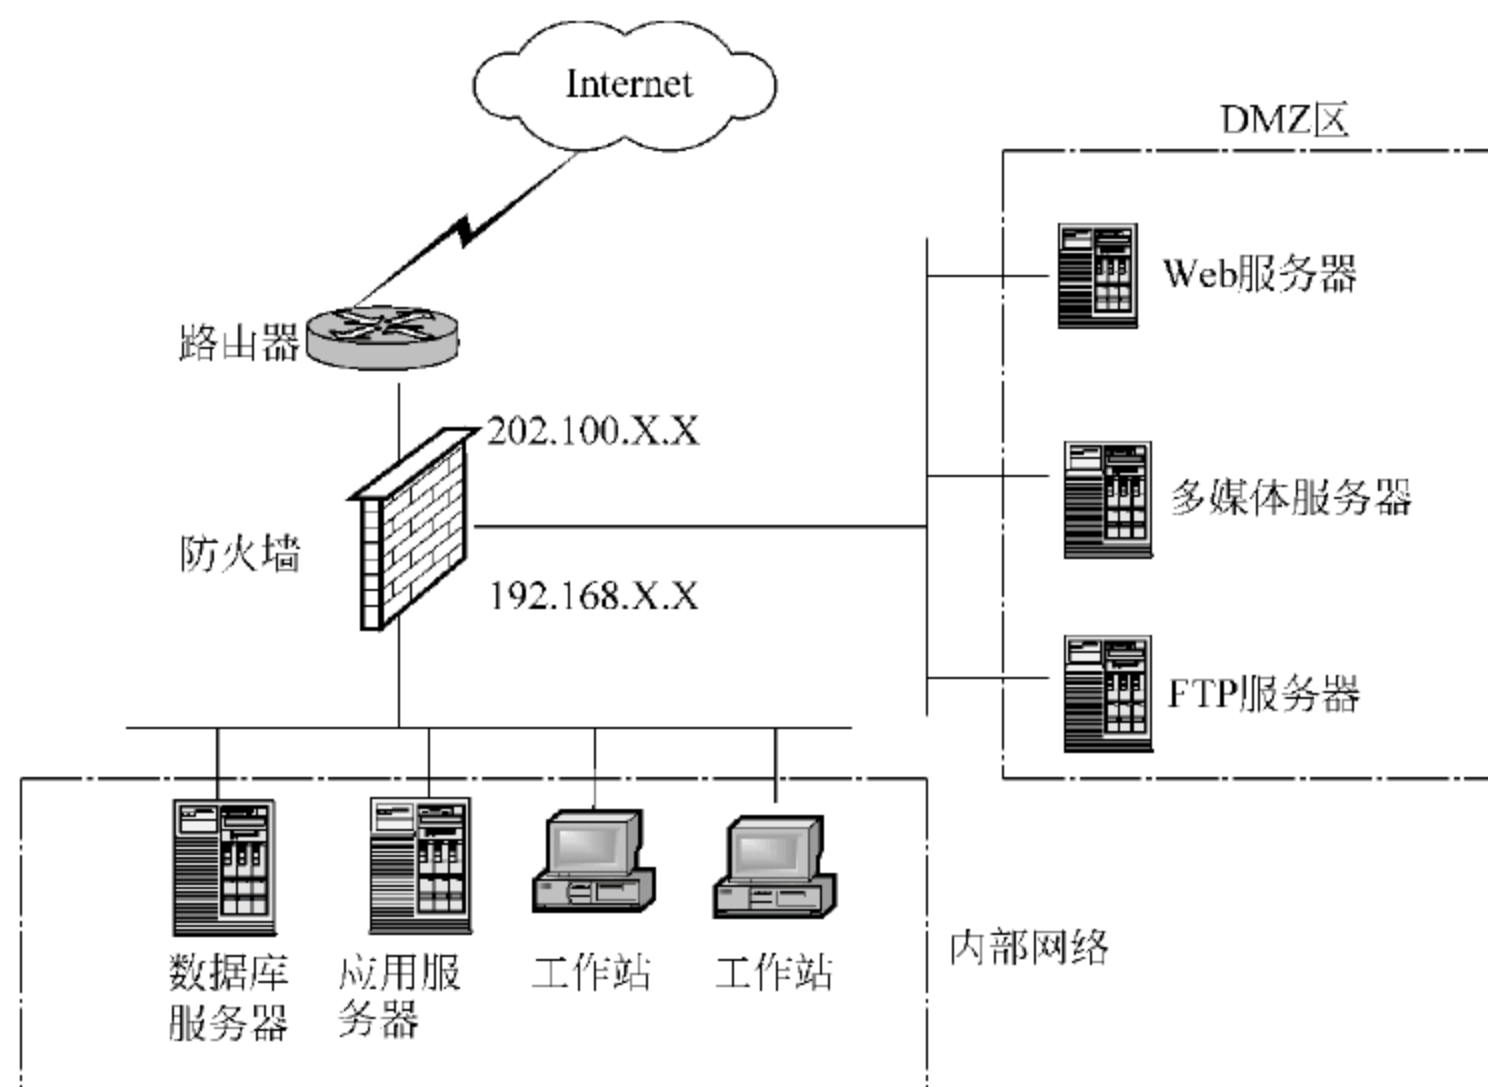 Internet
DMZ区
Web服务器
路由器
202.100.X.X
多媒体服务器
防火墙
192.168.X.X
FTP服务器
数据库
服务器
应用服
务器
工作站
工作站
内部网络